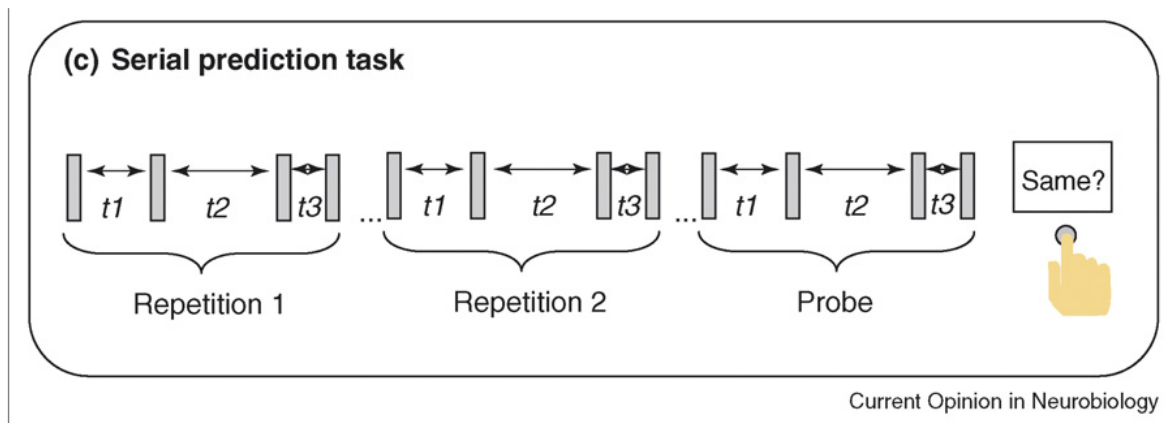 (c) Serial prediction task
t1 t2 t3 ... t1 t2 t3 ... t1 t2 t3 Same?
Repetition 1 Repetition 2 Probe
Current Opinion in Neurobiology